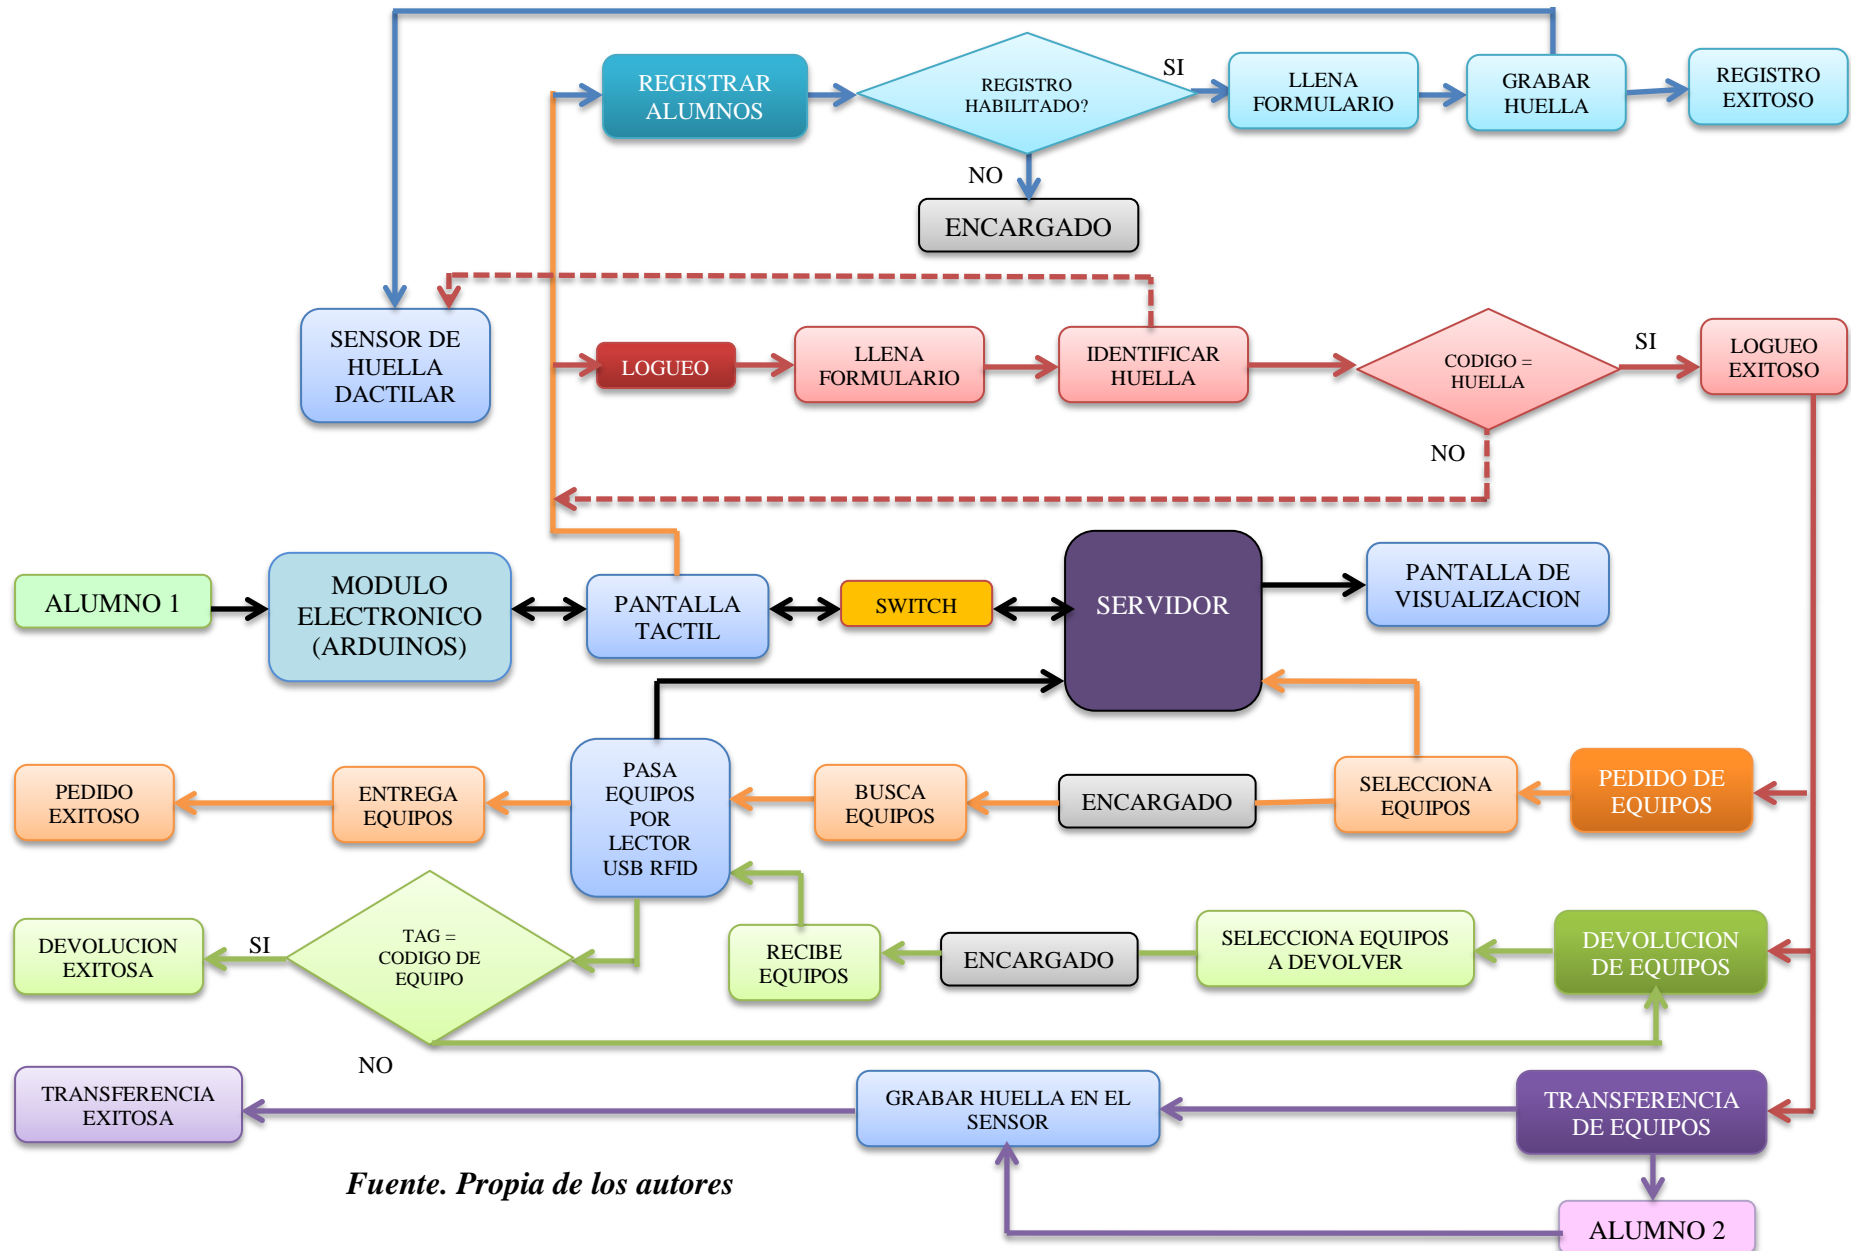 REGISTRAR
ALUMNOS
REGISTRO
HABILITADO?
SI
LLENA
FORMULARIO
GRABAR
HUELLA
REGISTRO
EXITOSO
NO
ENCARGADO
SENSOR DE
HUELLA
DACTILAR
LOGUEO
LLENA
FORMULARIO
IDENTIFICAR
HUELLA
CODIGO =
HUELLA
SI
LOGUEO
EXITOSO
NO
ALUMNO 1
MODULO
ELECTRONICO
(ARDUINOS)
PANTALLA
TACTIL
SWITCH
SERVIDOR
PANTALLA DE
VISUALIZACION
PEDIDO
EXITOSO
ENTREGA
EQUIPOS
PASA
EQUIPOS
POR
LECTOR
USB RFID
BUSCA
EQUIPOS
ENCARGADO
SELECCIONA
EQUIPOS
PEDIDO DE
EQUIPOS
DEVOLUCION
EXITOSA
SI
TAG =
CODIGO DE
EQUIPO
RECIBE
EQUIPOS
ENCARGADO
SELECCIONA EQUIPOS
A DEVOLVER
DEVOLUCION
DE EQUIPOS
NO
TRANSFERENCIA
EXITOSA
GRABAR HUELLA EN EL
SENSOR
TRANSFERENCIA
DE EQUIPOS
Fuente. Propia de los autores
ALUMNO 2